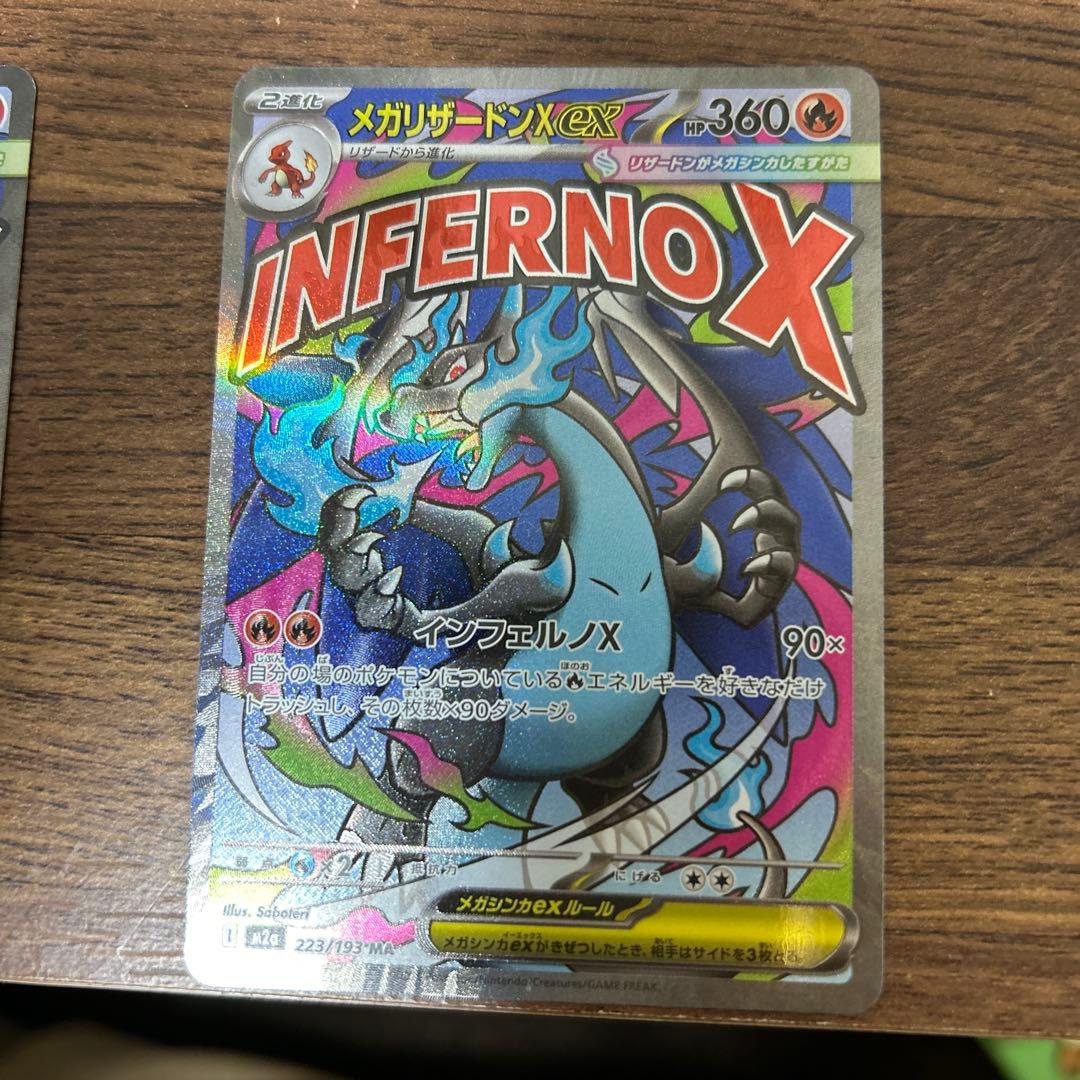 2進化
メガリザードンXex
HP360
リザードから進化
リザードンがメガシンカしたすがた
INFERNO X
インフェルノX
90×
自分の場のポケモンについているエネルギーを好きなだけ
トラッシュし、その枚数×90ダメージ。
弱点
×2
抵抗力
にげる
メガシンカexルール
メガシンカexがきぜつしたとき、相手はサイドを3枚とる。
Illus. Saboteri
I
M2a
223/193 MA
Nintendo/Creatures/GAME FREAK